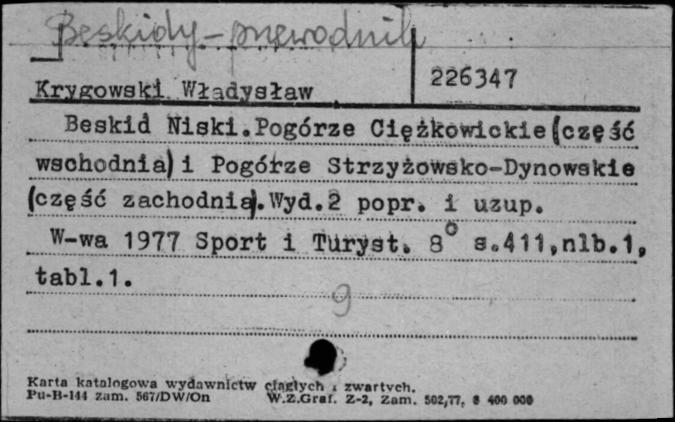 Beskidy - przewodnik
Krygowski Władysław
226347
Beskid Niski.Pogórze Ciężkowickie(część
wschodnia)i Pogórze Strzyżowsko-Dynowskie
(część zachodnia).Wyd.2 popr. i uzup.
W-wa 1977 Sport i Turyst. 8° s.411,nlb.1,
tabl.1.
9
Karta katalogowa wydawnictw ciągłych i zwartych.
Pu-B-144 zam. 567/DW/On W.Z.Graf. Z-2, Zam. 502,77, 8 400 000